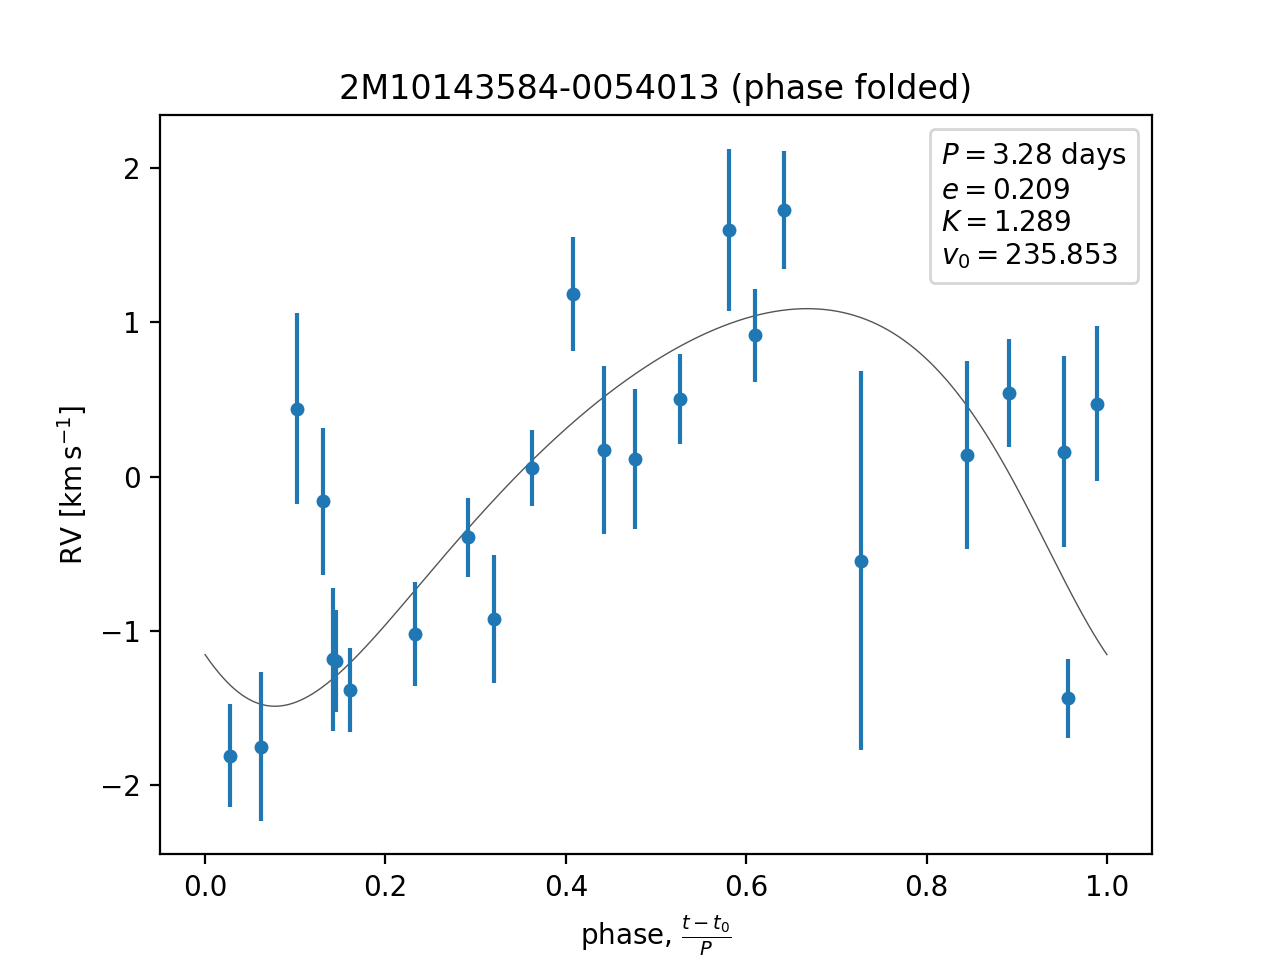 2M10143584-0054013 (phase folded)
P = 3.28 days
e = 0.209
K = 1.289
v₀ = 235.853
2
1
0
−1
−2
RV [km s⁻¹]
0.0 0.2 0.4 0.6 0.8 1.0
phase, (t − t₀)/P